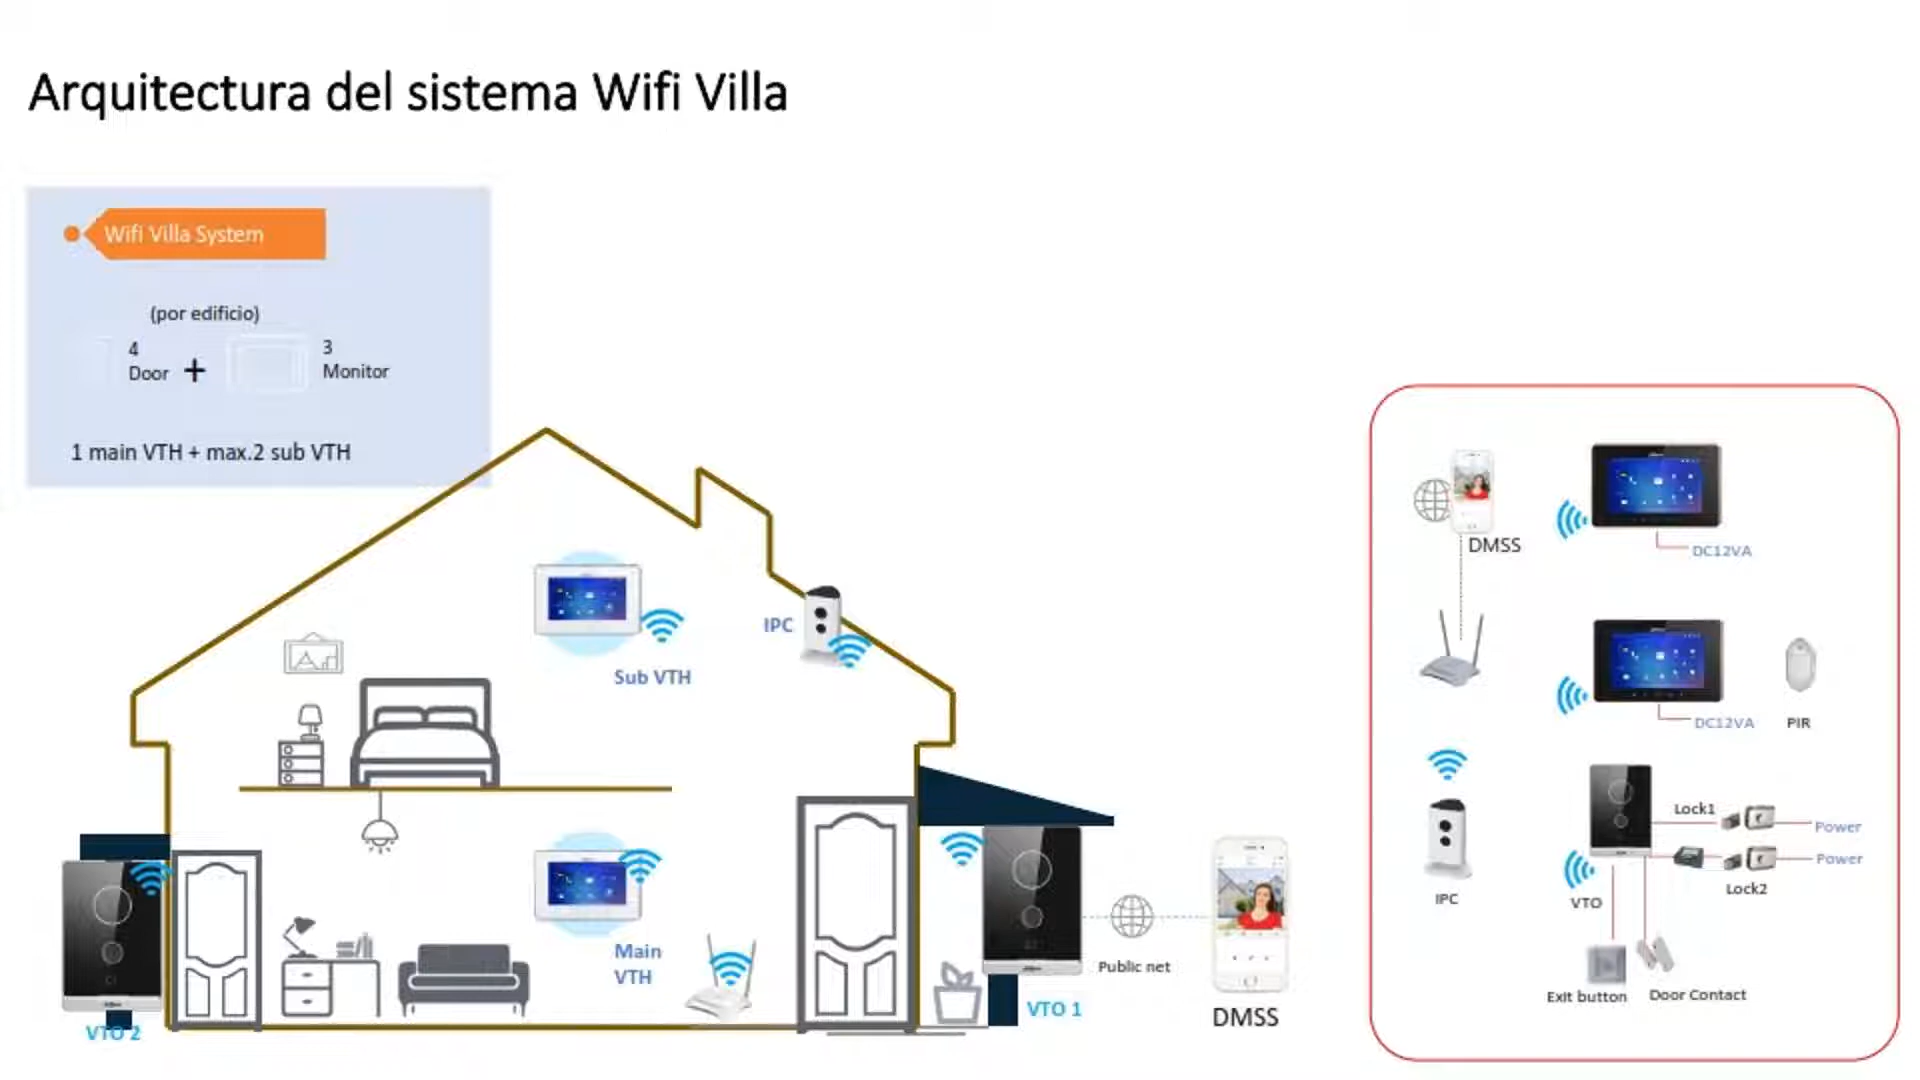 Arquitectura del sistema Wifi Villa
Wifi Villa System
(por edificio)
4
Door
+
3
Monitor
1 main VTH + max.2 sub VTH
Sub VTH
IPC
Main
VTH
VTO 2
VTO 1
Public net
DMSS
DMSS
DC12VA
DC12VA
PIR
IPC
VTO
Lock1
Power
Power
Lock2
Exit button
Door Contact